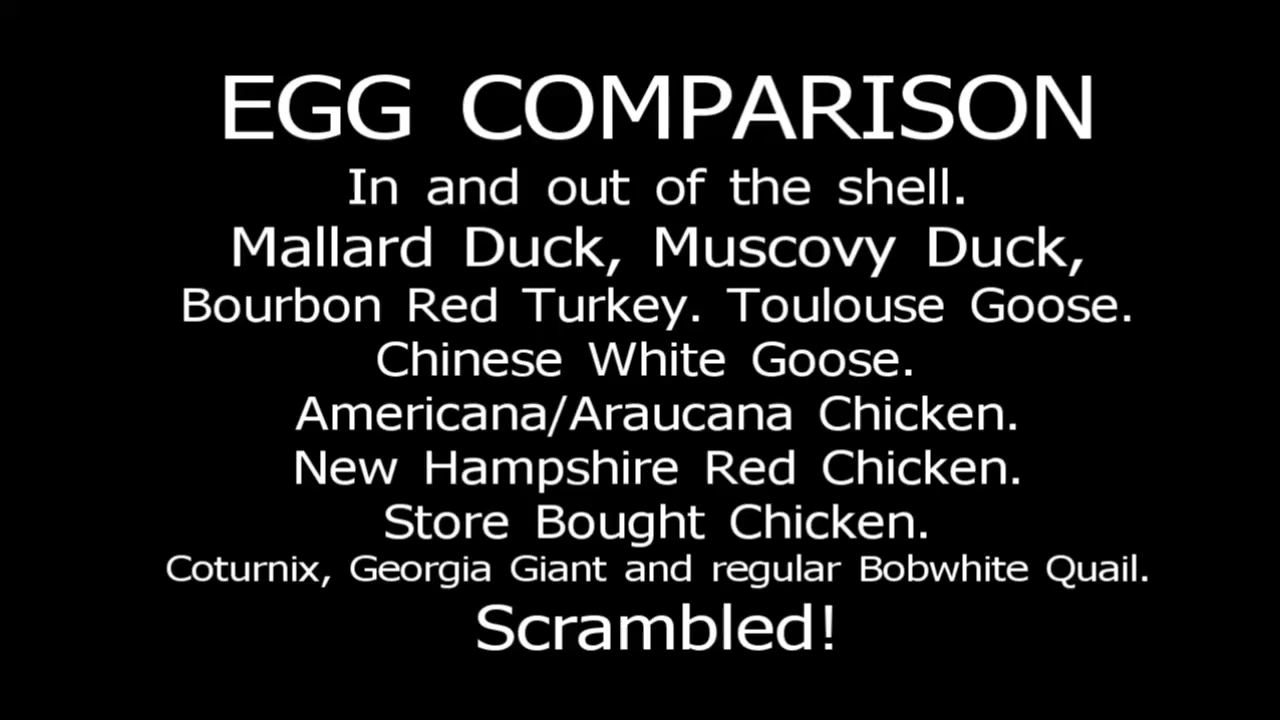 EGG COMPARISON
In and out of the shell.
Mallard Duck, Muscovy Duck,
Bourbon Red Turkey. Toulouse Goose.
Chinese White Goose.
Americana/Araucana Chicken.
New Hampshire Red Chicken.
Store Bought Chicken.
Coturnix, Georgia Giant and regular Bobwhite Quail.
Scrambled!